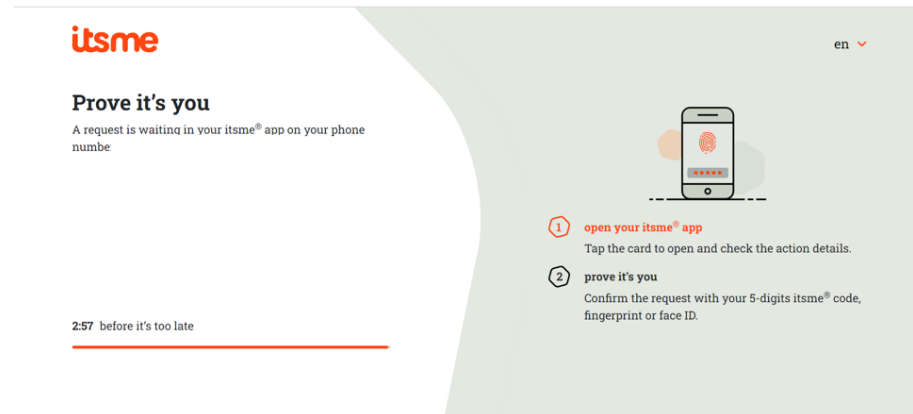 itsme
en
Prove it's you
A request is waiting in your itsme® app on your phone
numbe
2:57 before it's too late
1 open your itsme® app
Tap the card to open and check the action details.
2 prove it's you
Confirm the request with your 5-digits itsme® code,
fingerprint or face ID.